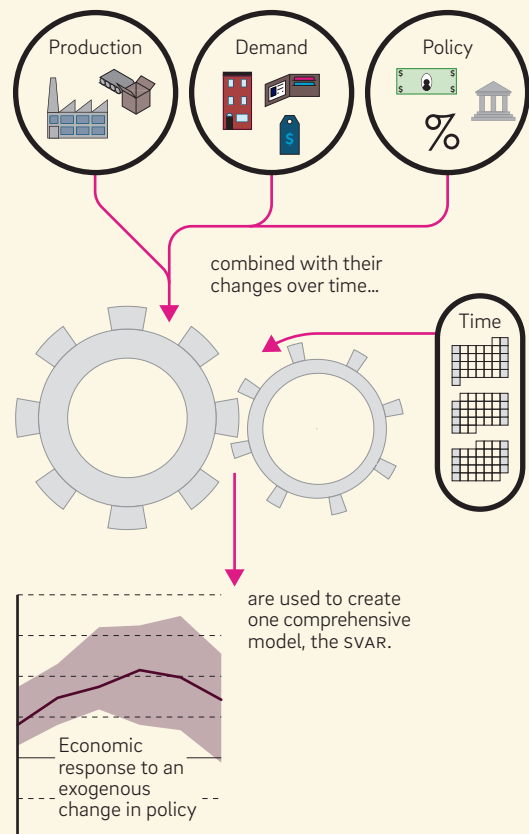 Production
Demand
Policy
$ $
$ $
%
$
combined with their
changes over time...
Time
are used to create
one comprehensive
model, the SVAR.
Economic
response to an
exogenous
change in policy